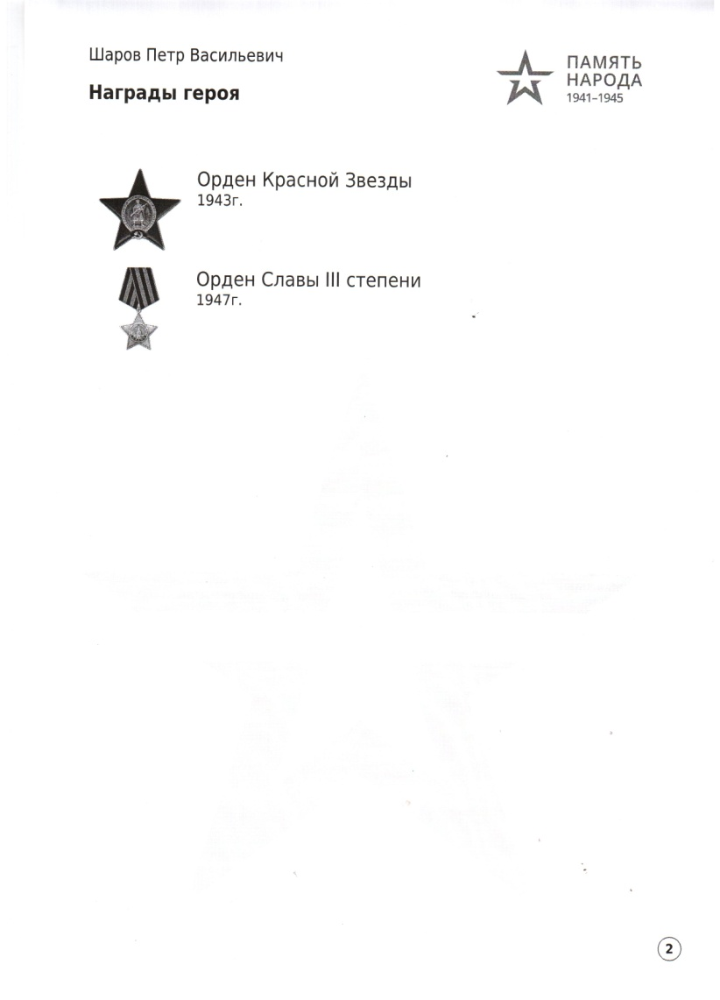 Шаров Петр Васильевич
Награды героя
ПАМЯТЬ
НАРОДА
1941–1945
Орден Красной Звезды
1943г.
Орден Славы III степени
1947г.
2